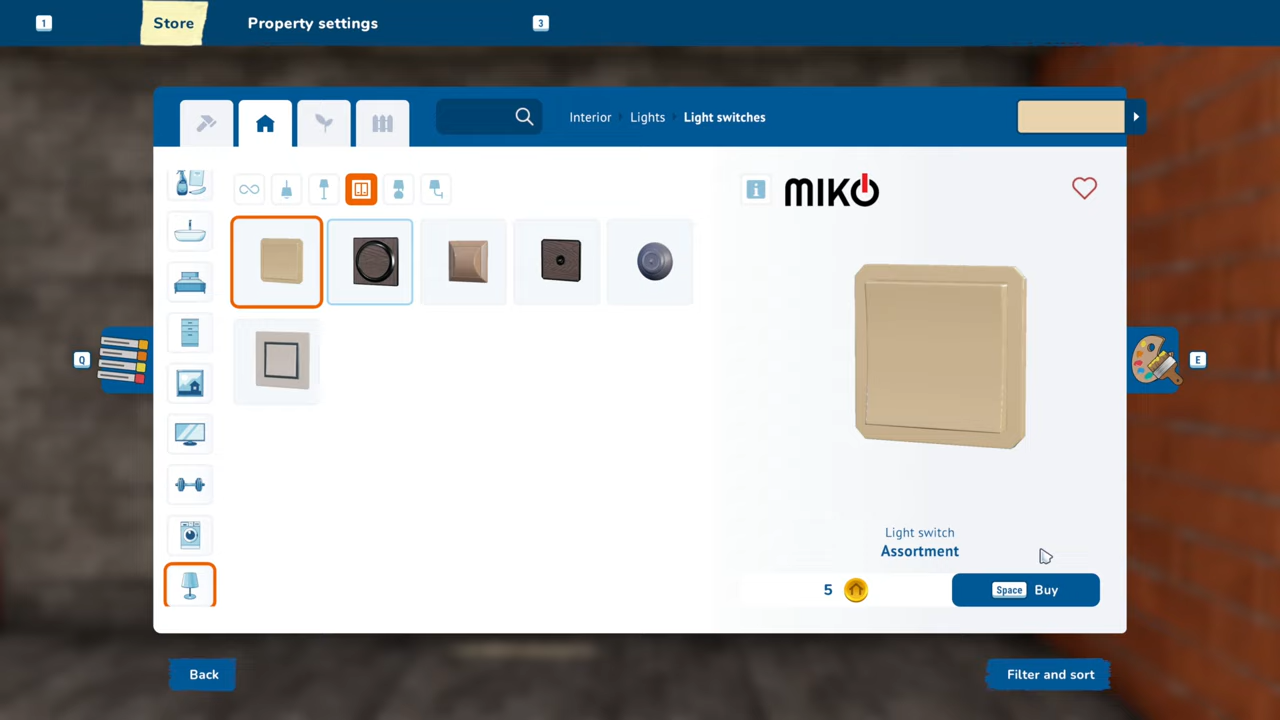 1
Store
Property settings
3
Interior
Lights
Light switches
i
MIKO
Q
E
Light switch
Assortment
5
Space
Buy
Back
Filter and sort